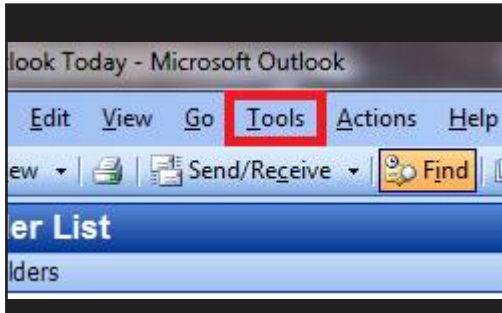 look Today - Microsoft Outlook
Edit View Go Tools Actions Help
ew Send/Receive Find
er List
lders